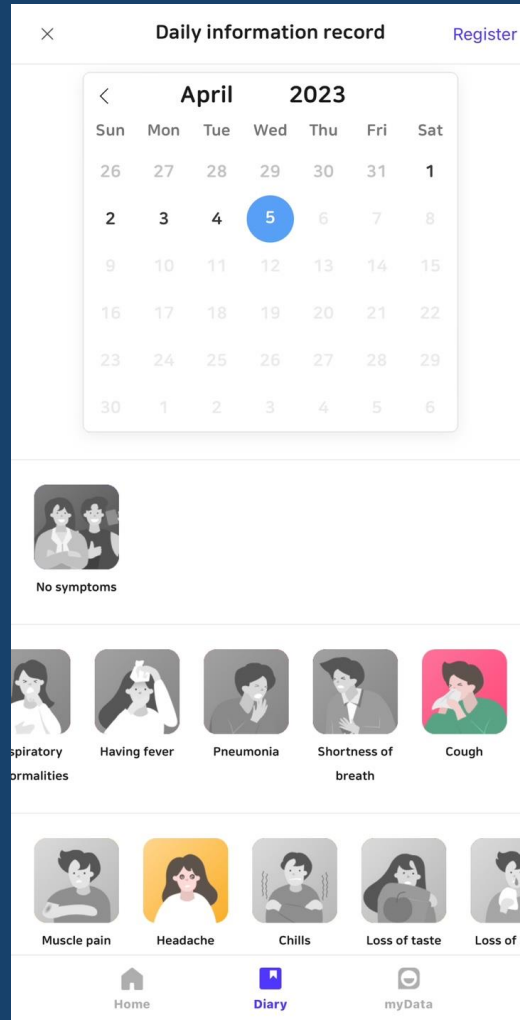 Daily information record
Register
April 2023
Sun Mon Tue Wed Thu Fri Sat
26 27 28 29 30 31 1
2 3 4 5 6 7 8
9 10 11 12 13 14 15
16 17 18 19 20 21 22
23 24 25 26 27 28 29
30 1 2 3 4 5 6
No symptoms
Having fever
Pneumonia
Shortness of
breath
Cough
Muscle pain
Headache
Chills
Loss of taste
Loss of
Home
Diary
myData